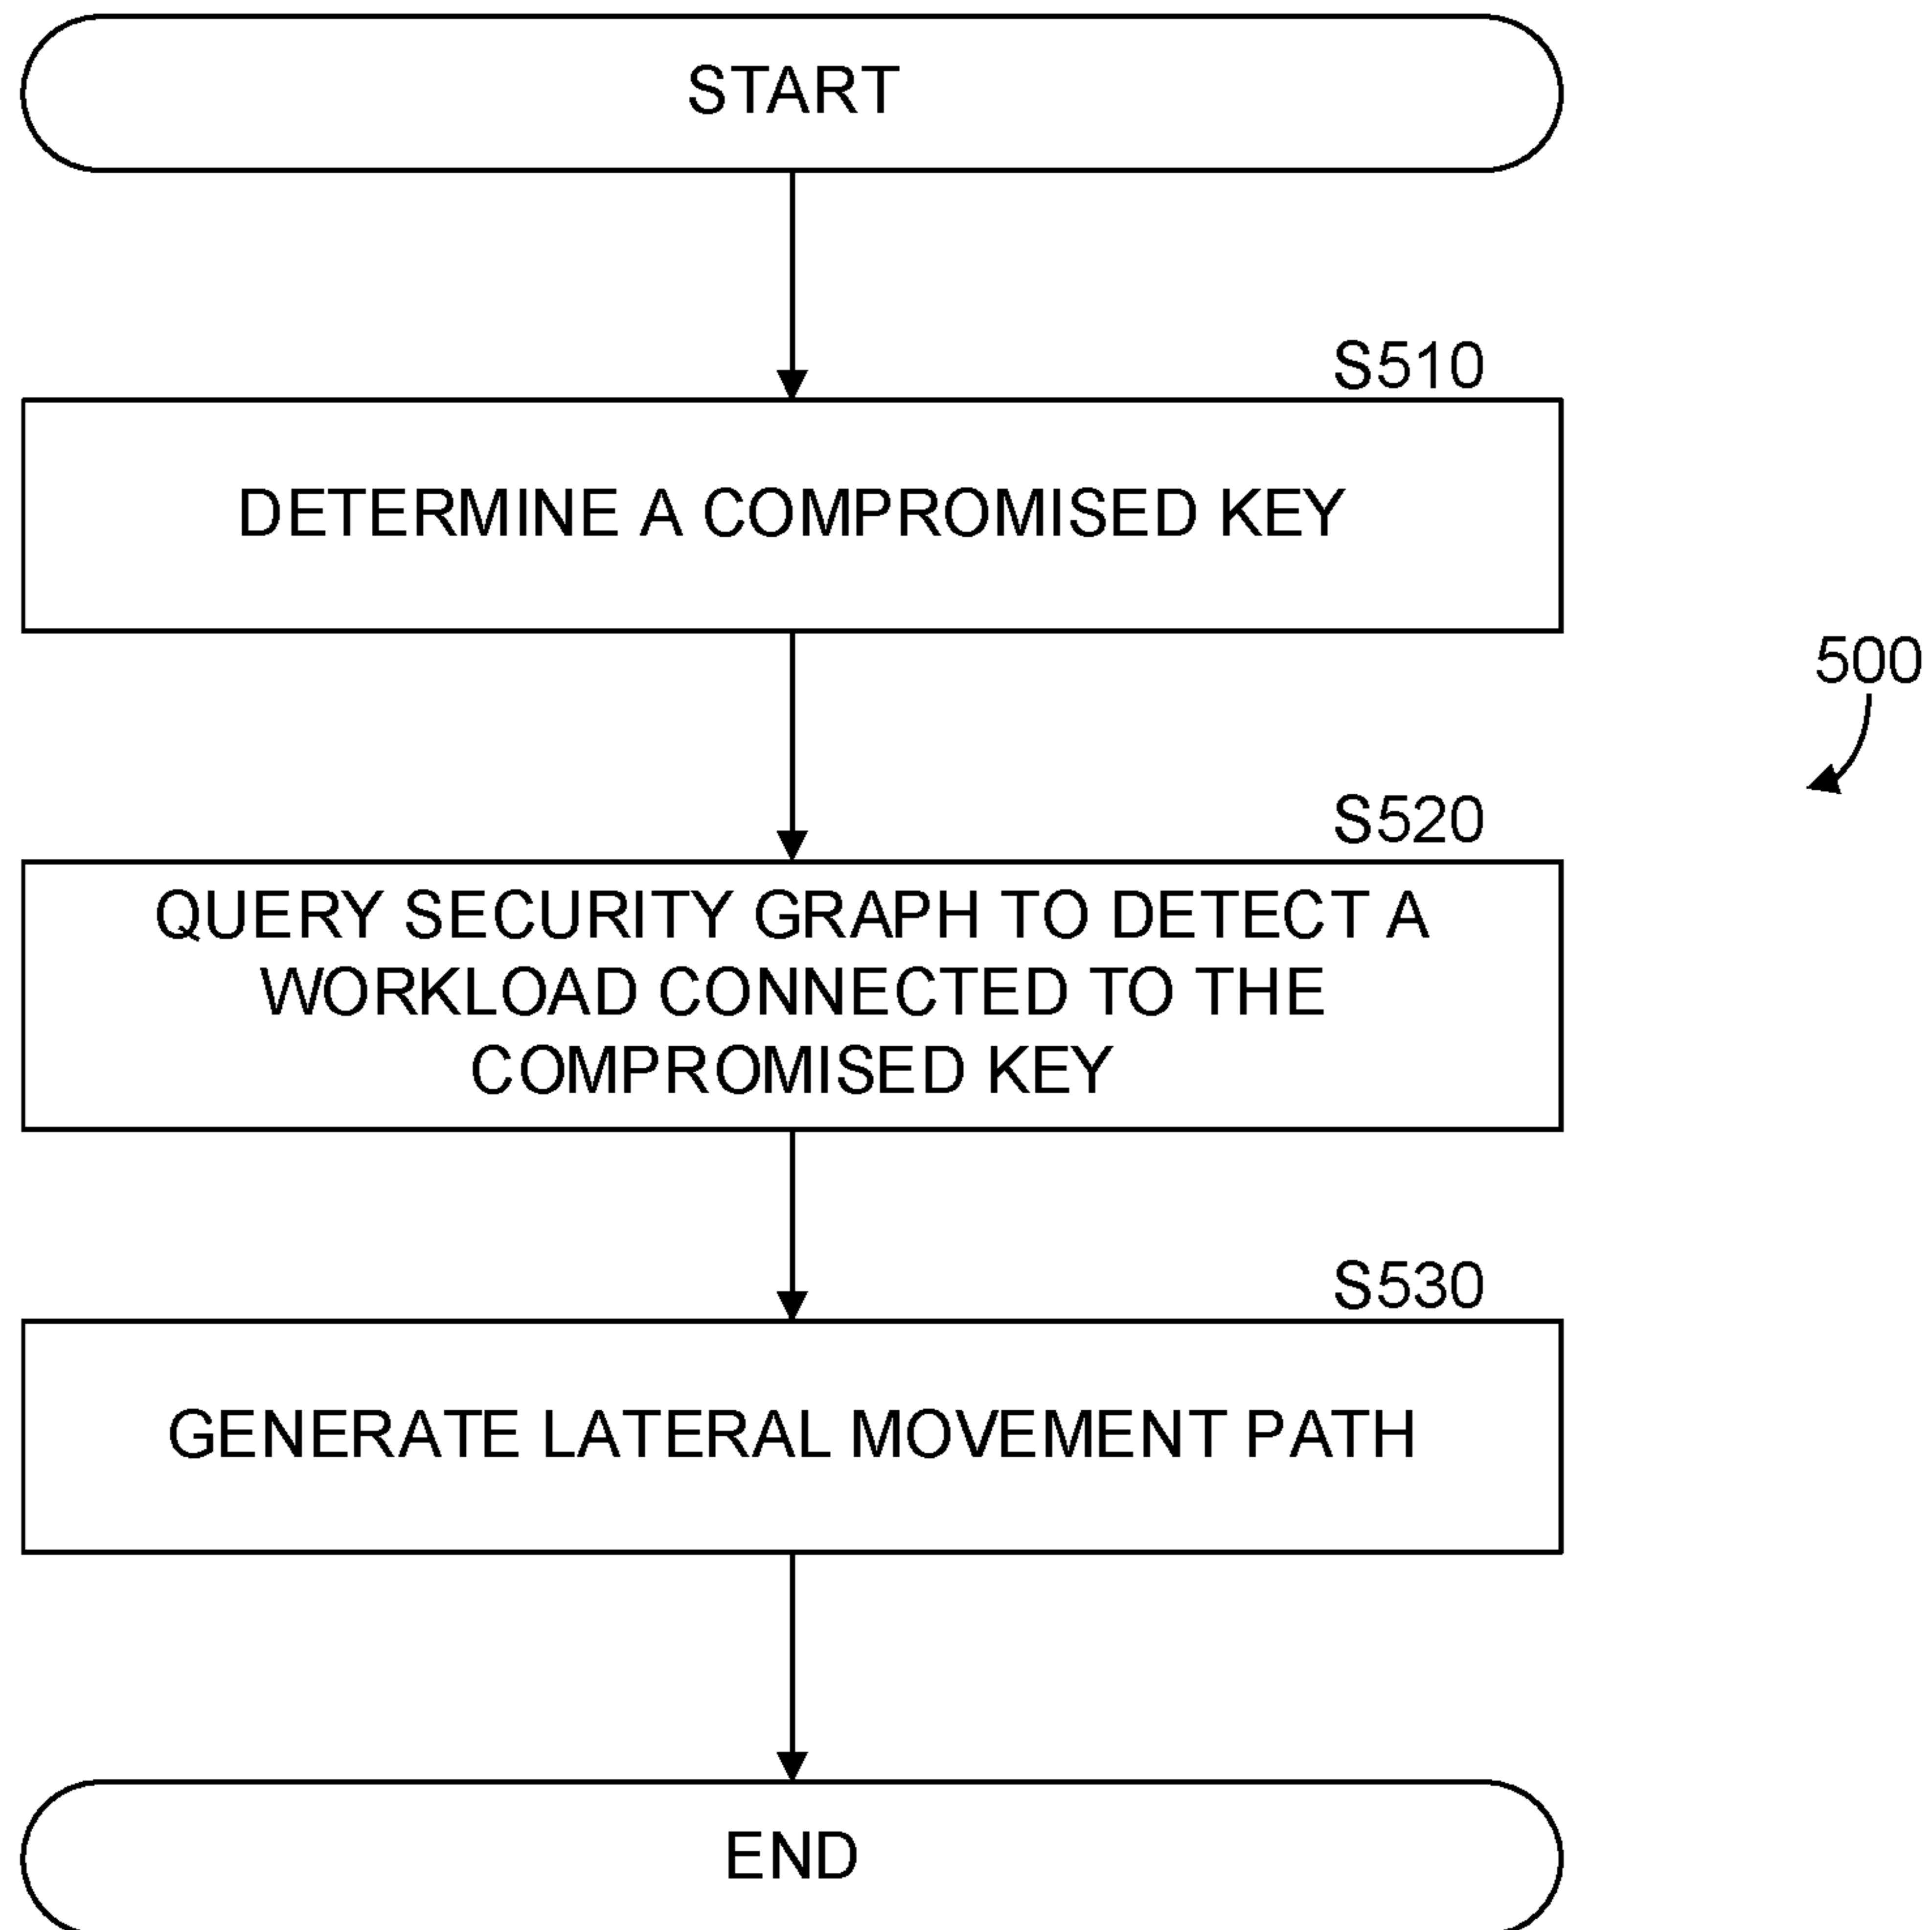 START
S510
DETERMINE A COMPROMISED KEY
500
S520
QUERY SECURITY GRAPH TO DETECT A
WORKLOAD CONNECTED TO THE
COMPROMISED KEY
S530
GENERATE LATERAL MOVEMENT PATH
END